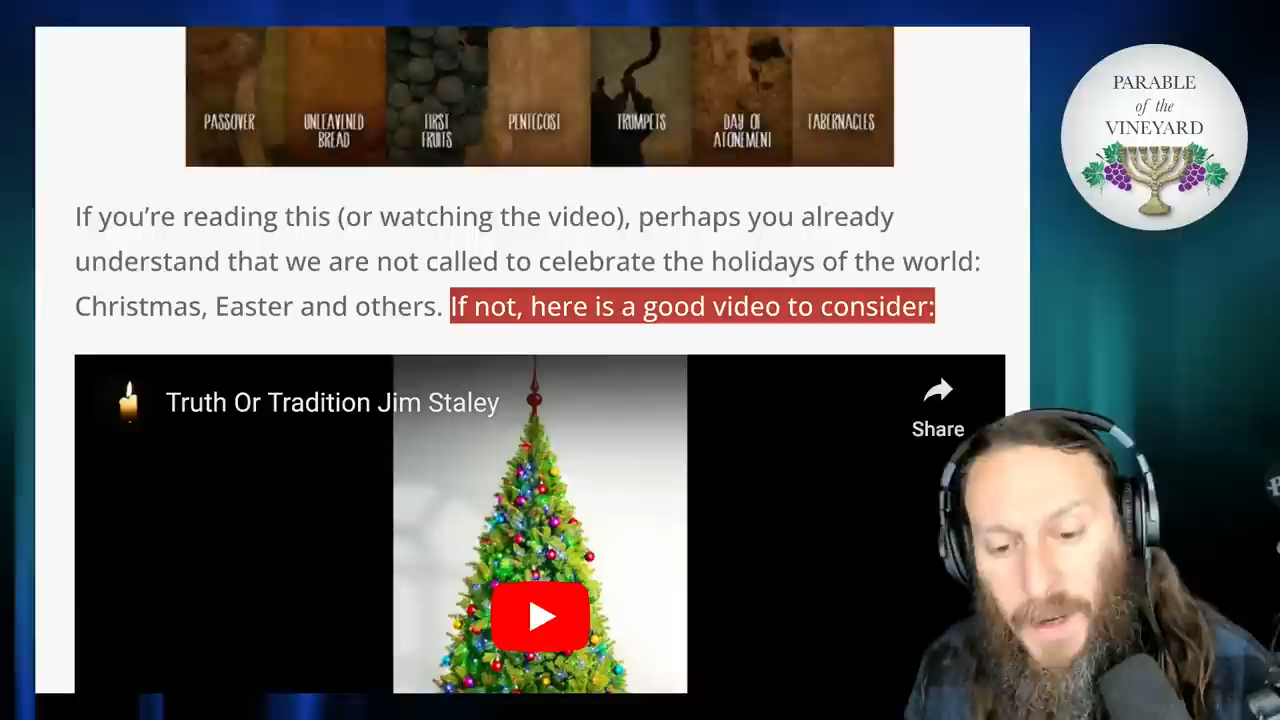 PASSOVER
UNLEAVENED BREAD
FIRST FRUITS
PENTECOST
TRUMPETS
DAY OF ATONEMENT
TABERNACLES
PARABLE
of the
VINEYARD
If you’re reading this (or watching the video), perhaps you already
understand that we are not called to celebrate the holidays of the world:
Christmas, Easter and others. If not, here is a good video to consider:
Truth Or Tradition Jim Staley
Share